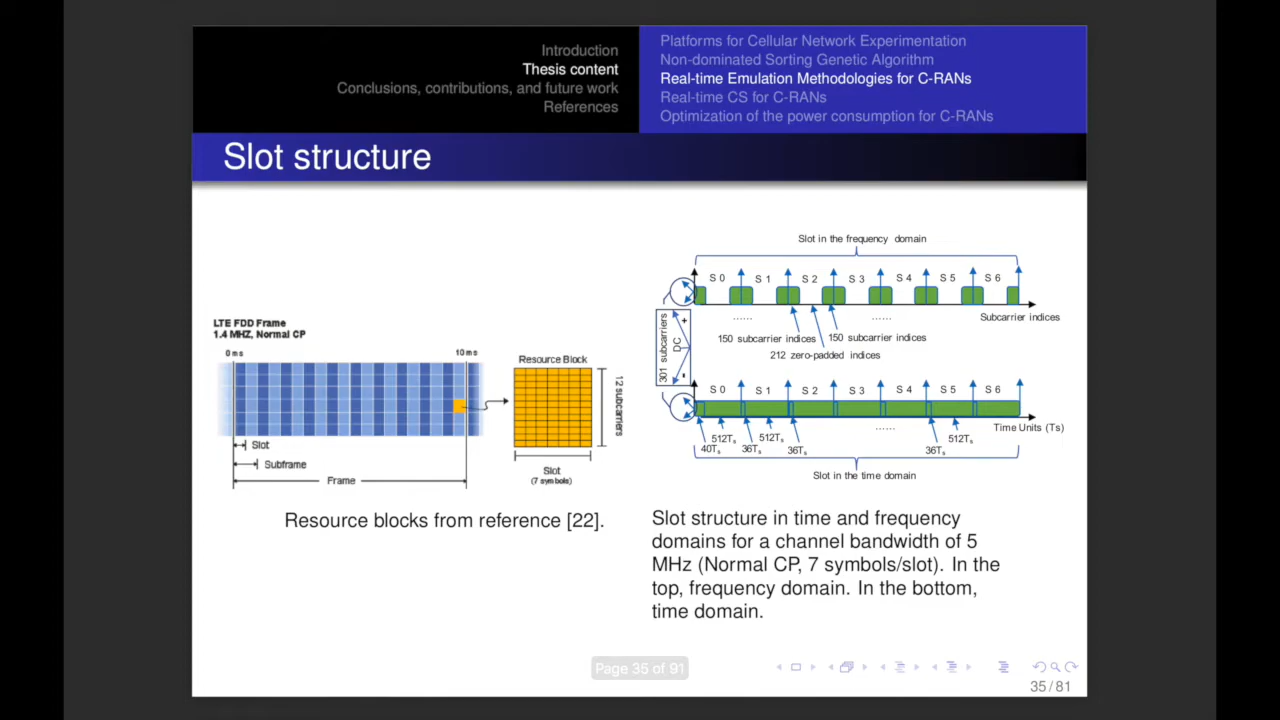 Introduction
Thesis content
Conclusions, contributions, and future work
References
Platforms for Cellular Network Experimentation
Non-dominated Sorting Genetic Algorithm
Real-time Emulation Methodologies for C-RANs
Real-time CS for C-RANs
Optimization of the power consumption for C-RANs
Slot structure
LTE FDD Frame
1.4 MHZ, Normal CP
0 ms
10 ms
Resource Block
12 subcarriers
Slot
Subframe
Frame
Slot
(7 symbols)
Resource blocks from reference [22].
Slot in the frequency domain
S 0 S 1 S 2 S 3 S 4 S 5 S 6
Subcarrier indices
...... ......
150 subcarrier indices 150 subcarrier indices
212 zero-padded indices
301 subcarriers
DC
+
-
S 0 S 1 S 2 S 3 S 4 S 5 S 6
Time Units (Ts)
......
512Ts 512Ts 512Ts
40Ts 36Ts 36Ts 36Ts
Slot in the time domain
Slot structure in time and frequency
domains for a channel bandwidth of 5
MHz (Normal CP, 7 symbols/slot). In the
top, frequency domain. In the bottom,
time domain.
Page 35 of 91
35 / 81